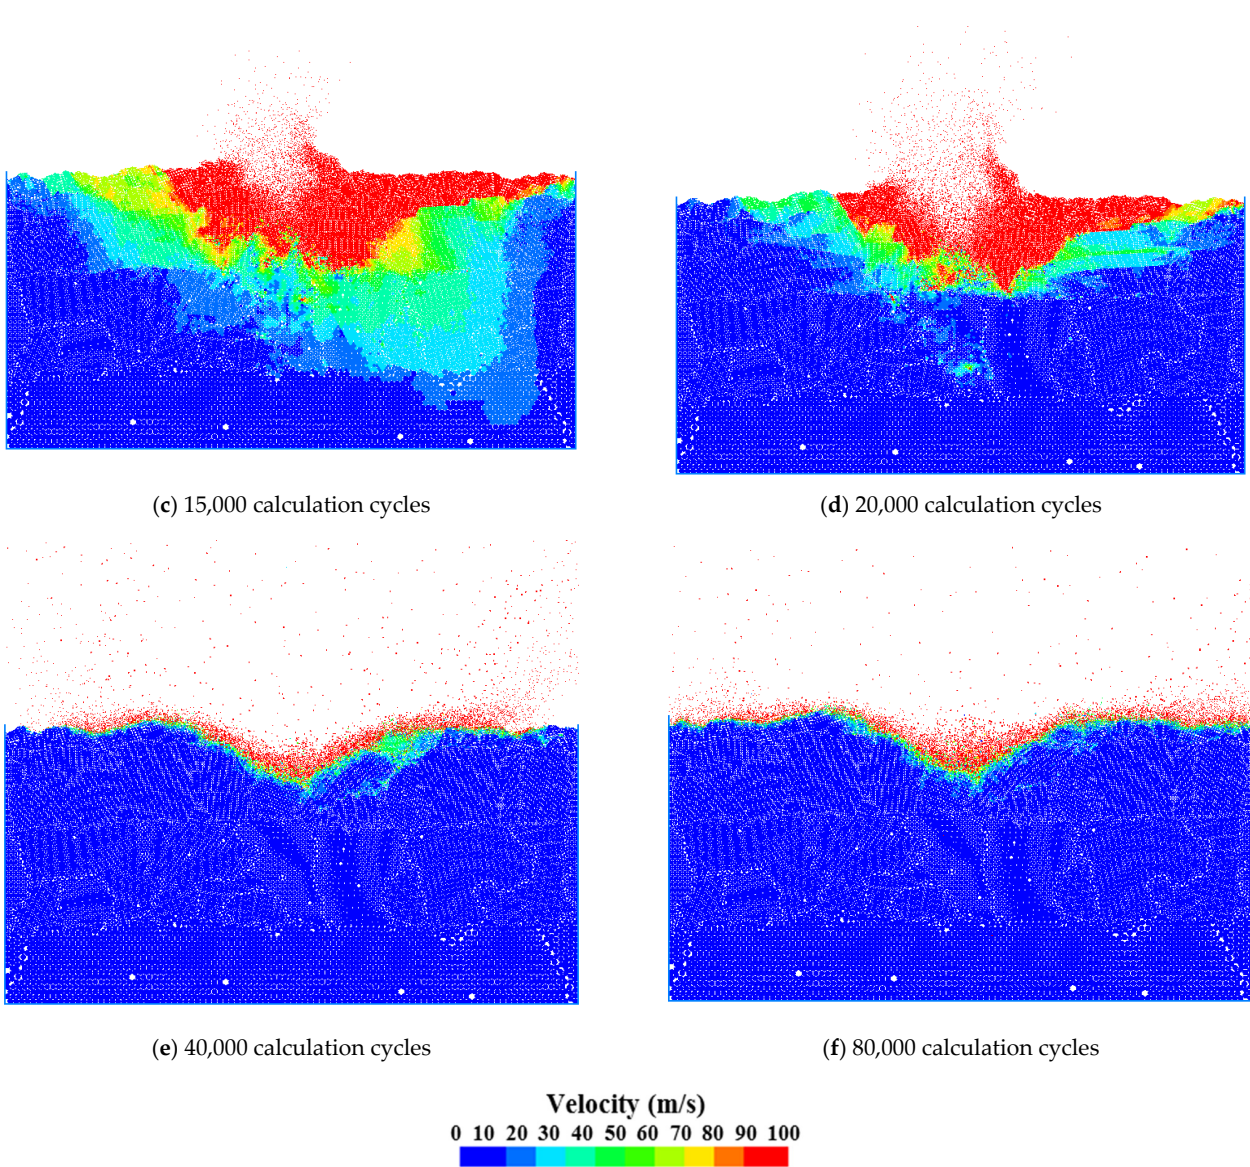 (c) 15,000 calculation cycles
(d) 20,000 calculation cycles
(e) 40,000 calculation cycles
(f) 80,000 calculation cycles
Velocity (m/s)
0 10 20 30 40 50 60 70 80 90 100